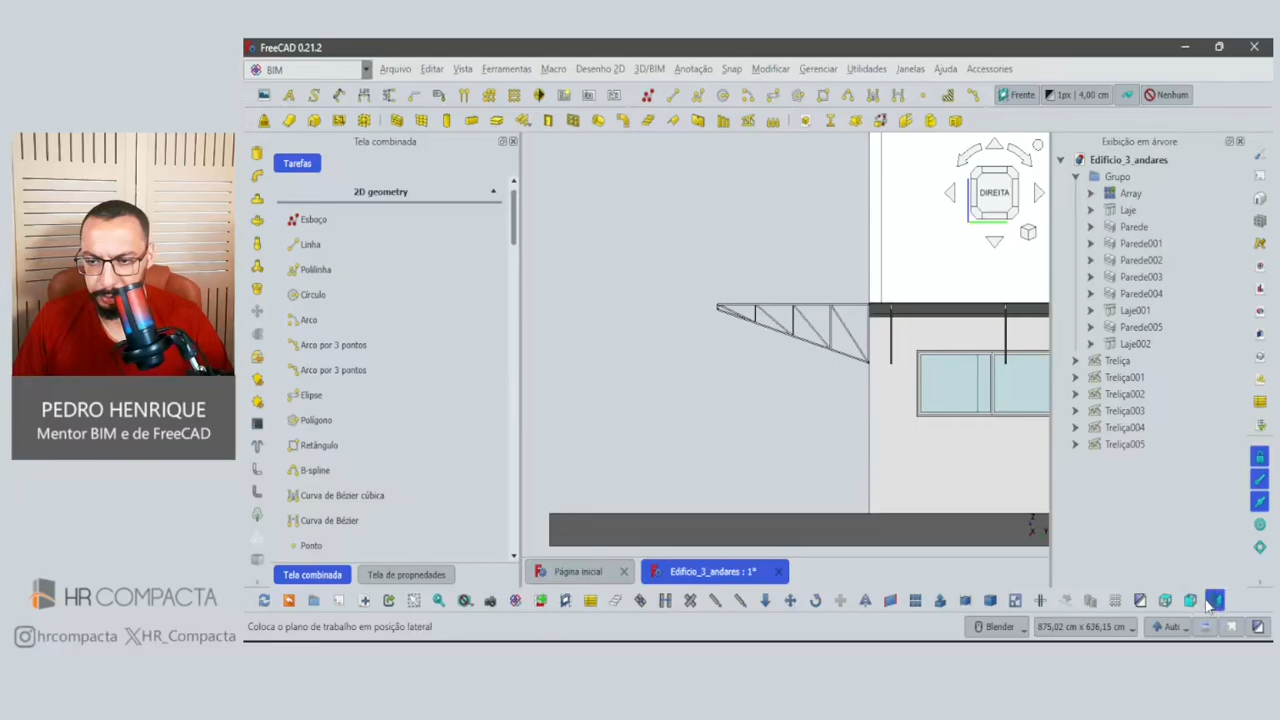 FreeCAD 0.21.2
BIM
Arquivo Editar Vista Ferramentas Macro Desenho 2D 3D/BIM Anotação Snap Modificar Gerenciar Utilidades Janelas Ajuda Accessories
Frente
1px | 4,00 cm
Nenhum
Tela combinada
Tarefas
2D geometry
Esboço
Linha
Polilinha
Círculo
Arco
Arco por 3 pontos
Arco por 3 pontos
Elipse
Polígono
Retângulo
B-spline
Curva de Bézier cúbica
Curva de Bézier
Ponto
Tela combinada
Tela de propriedades
DIREITA
Z
X
Y
Página inicial
Edificio_3_andares : 1*
Exibição em árvore
Edificio_3_andares
Grupo
Array
Laje
Parede
Parede001
Parede002
Parede003
Parede004
Laje001
Parede005
Laje002
Treliça
Treliça001
Treliça002
Treliça003
Treliça004
Treliça005
Coloca o plano de trabalho em posição lateral
Blender
875,02 cm x 636,15 cm
Auti
PEDRO HENRIQUE
Mentor BIM e de FreeCAD
HR COMPACTA
hrcompacta
HR_Compacta